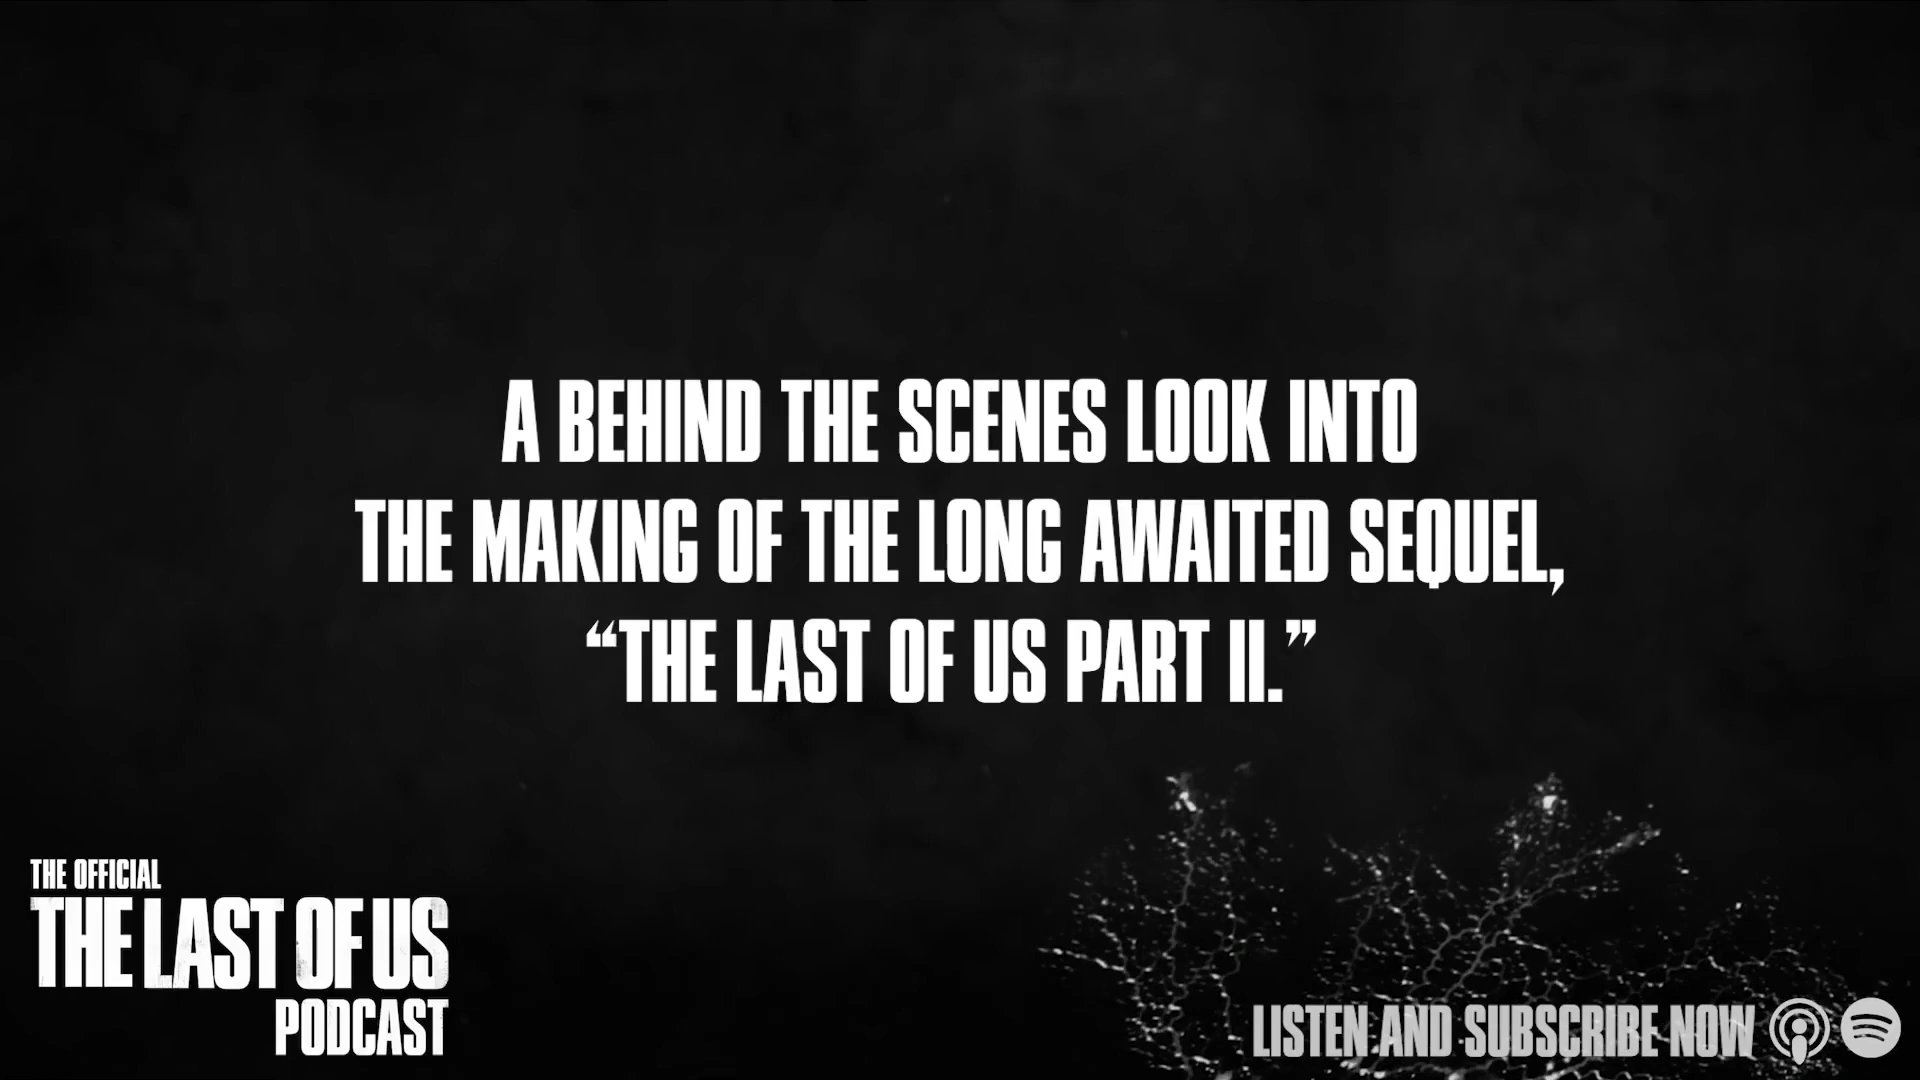 A BEHIND THE SCENES LOOK INTO
THE MAKING OF THE LONG AWAITED SEQUEL,
“THE LAST OF US PART II.”
THE OFFICIAL
THE LAST OF US
PODCAST
LISTEN AND SUBSCRIBE NOW